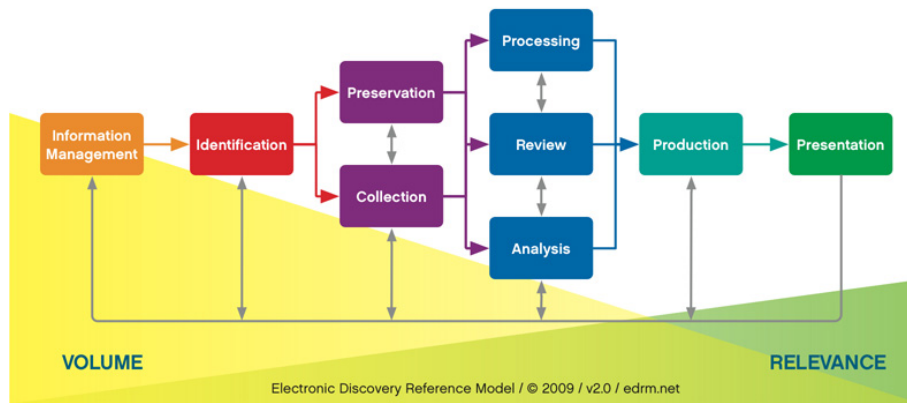 Information
Management
Identification
Preservation
Collection
Processing
Review
Analysis
Production
Presentation
VOLUME
RELEVANCE
Electronic Discovery Reference Model / © 2009 / v2.0 / edrm.net